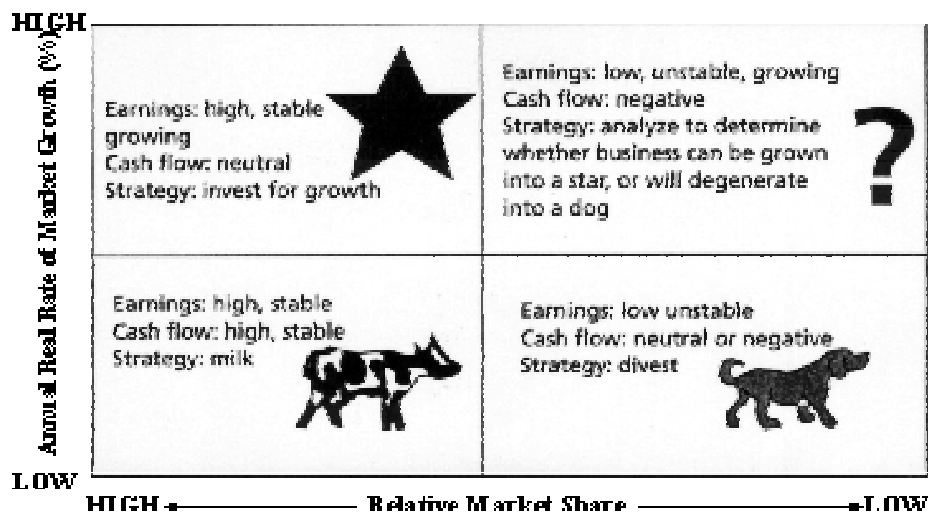 HIGH
Annual Real Rate of Market Growth (%)
Earnings: high, stable
growing
Cash flow: neutral
Strategy: invest for growth
Earnings: low, unstable, growing
Cash flow: negative
Strategy: analyze to determine
whether business can be grown
into a star, or will degenerate
into a dog
?
Earnings: high, stable
Cash flow: high, stable
Strategy: milk
Earnings: low unstable
Cash flow: neutral or negative
Strategy: divest
LOW
HIGH Relative Market Share LOW